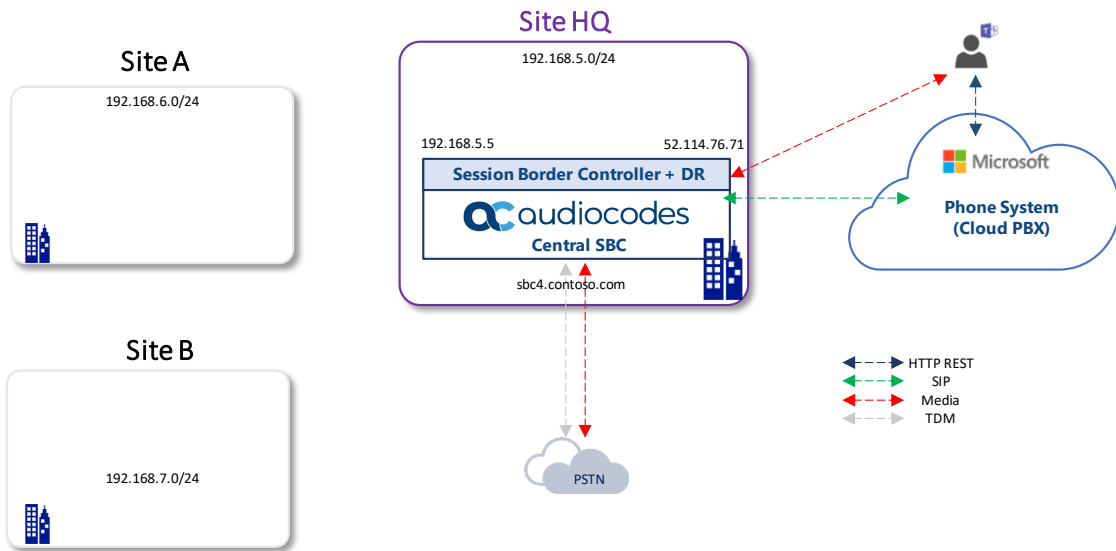 Site HQ
192.168.5.0/24
Site A
192.168.6.0/24
192.168.5.5
52.114.76.71
Session Border Controller + DR
audiocodes
Central SBC
sbc4.contoso.com
Microsoft
Phone System
(Cloud PBX)
Site B
192.168.7.0/24
HTTP REST
SIP
Media
TDM
PSTN